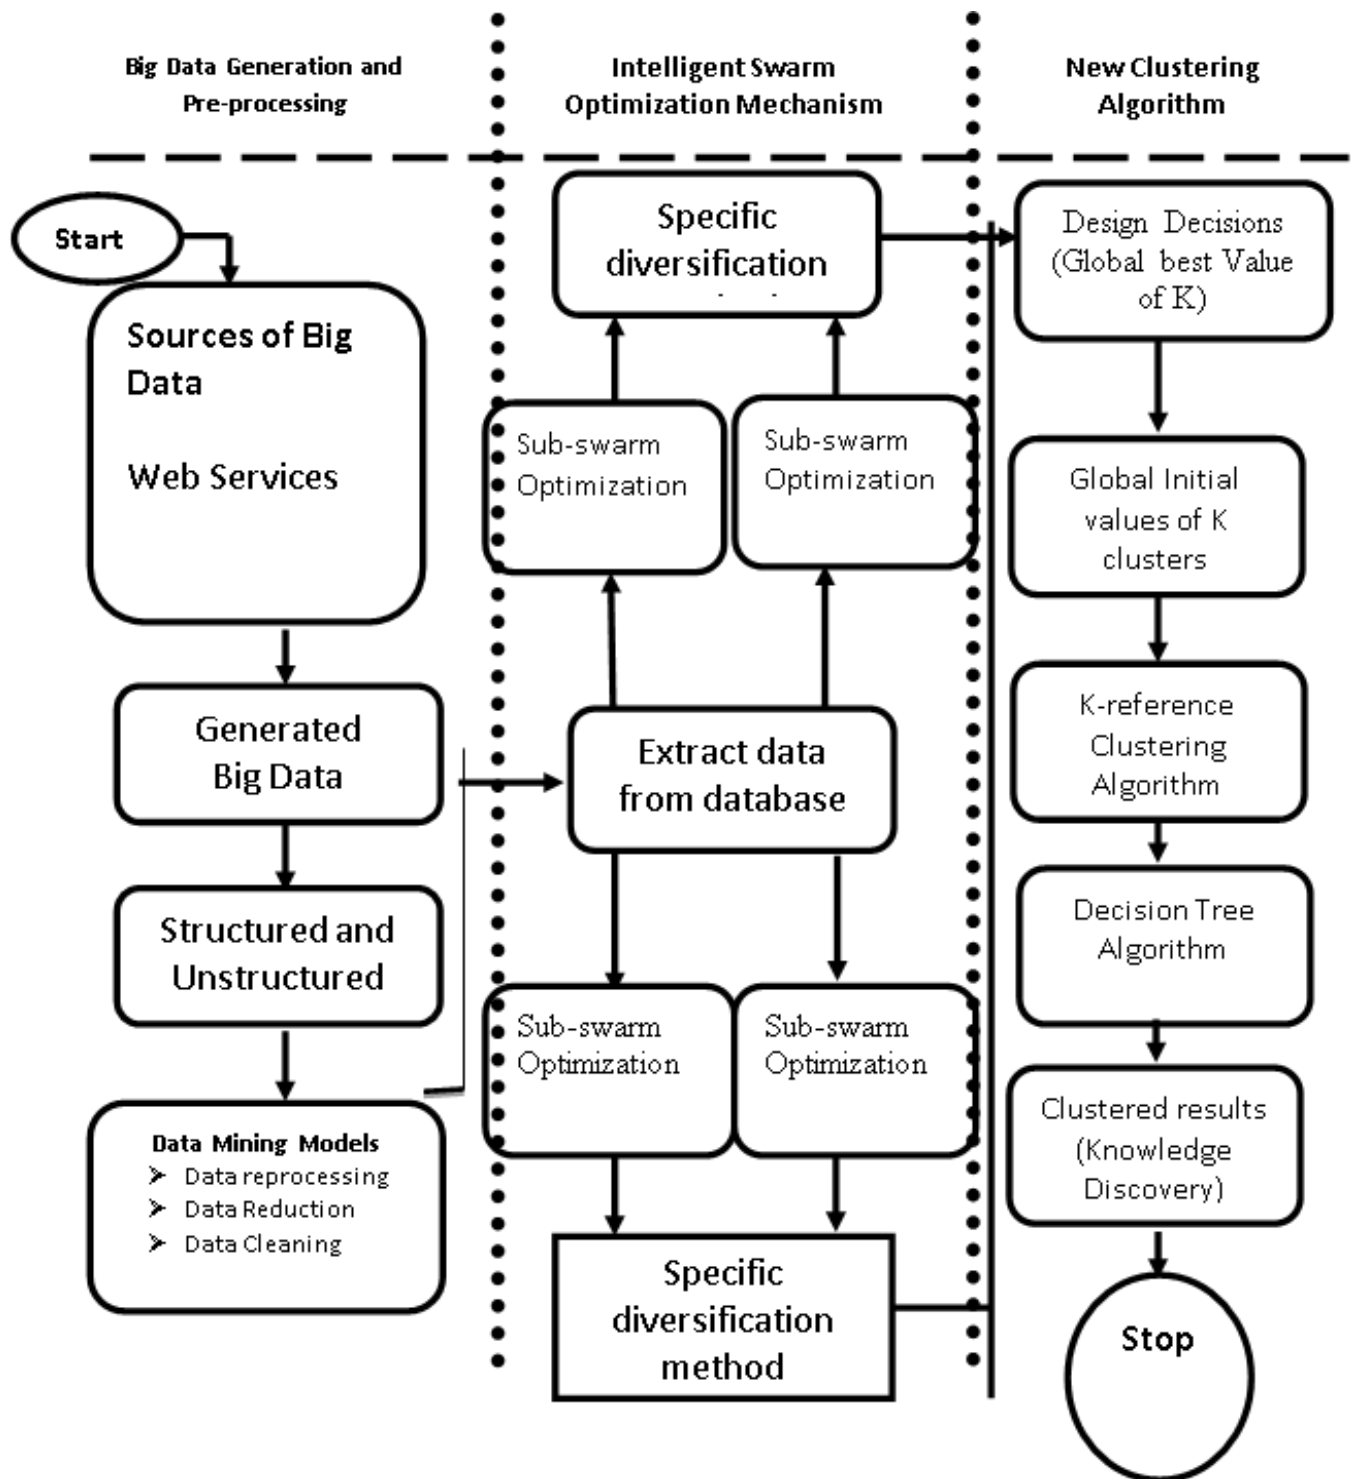 Big Data Generation and
Pre-processing
Intelligent Swarm
Optimization Mechanism
New Clustering
Algorithm
Start
Sources of Big
Data
Web Services
Generated
Big Data
Structured and
Unstructured
Data Mining Models
➢ Data reprocessing
➢ Data Reduction
➢ Data Cleaning
Specific
diversification
Sub-swarm
Optimization
Sub-swarm
Optimization
Extract data
from database
Sub-swarm
Optimization
Sub-swarm
Optimization
Specific
diversification
method
Design Decisions
(Global best Value
of K)
Global Initial
values of K
clusters
K-reference
Clustering
Algorithm
Decision Tree
Algorithm
Clustered results
(Knowledge
Discovery)
Stop